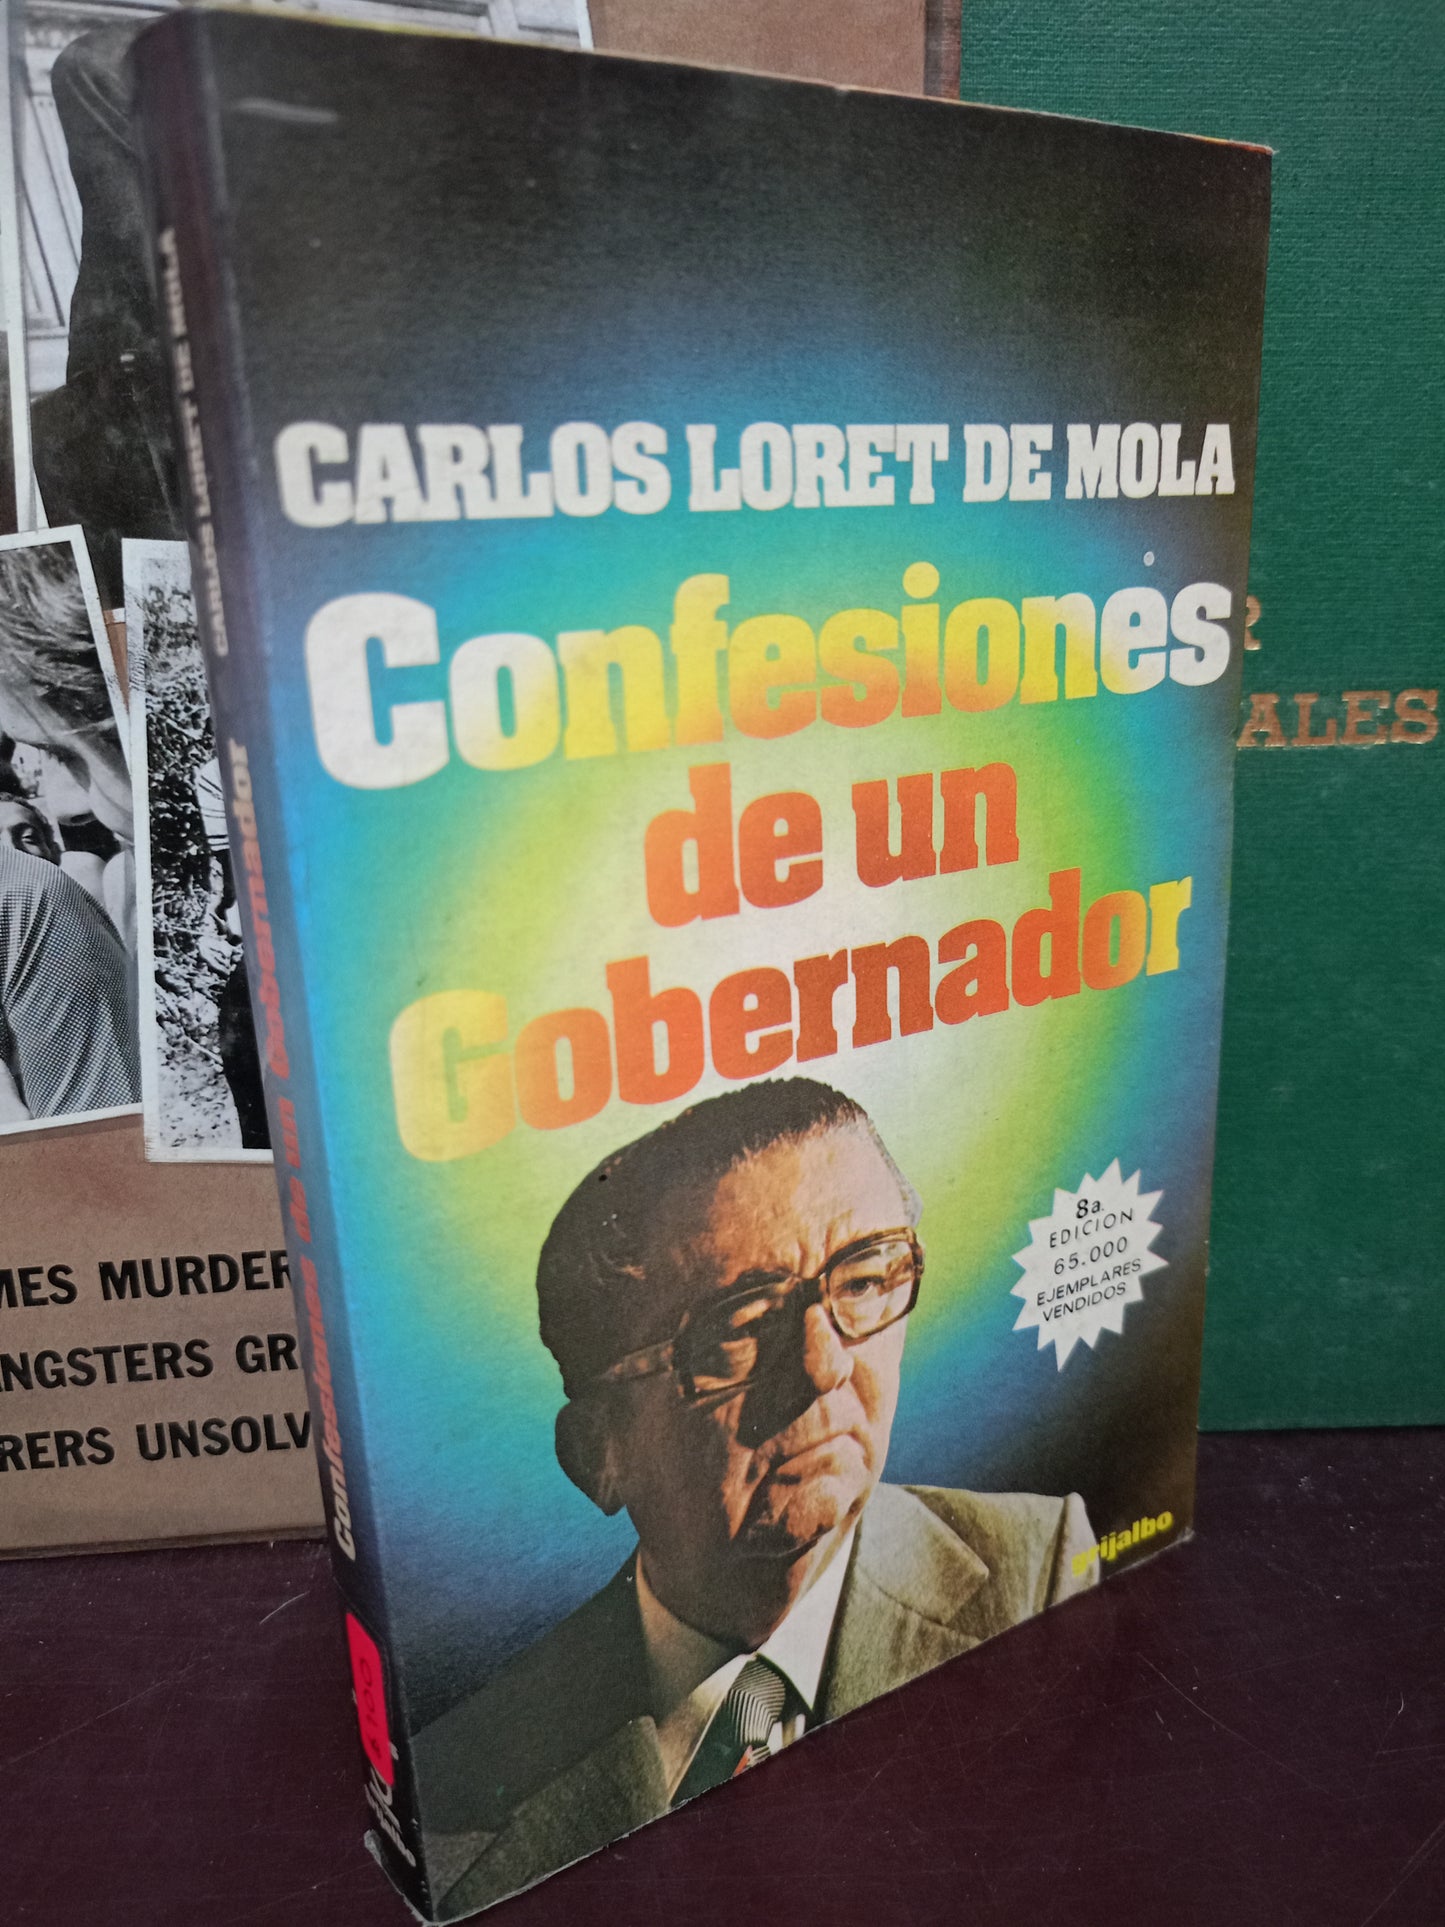 CARLOS LORET DE MOLA
Confesiones
de un
Gobernador
8a.
EDICION
65.000
EJEMPLARES
VENDIDOS
grijalbo
CARLOS LORET DE MOLA
Confesiones de un Gobernador
MES MURDER
NGSTERS GR
RERS UNSOLV
R
ALES